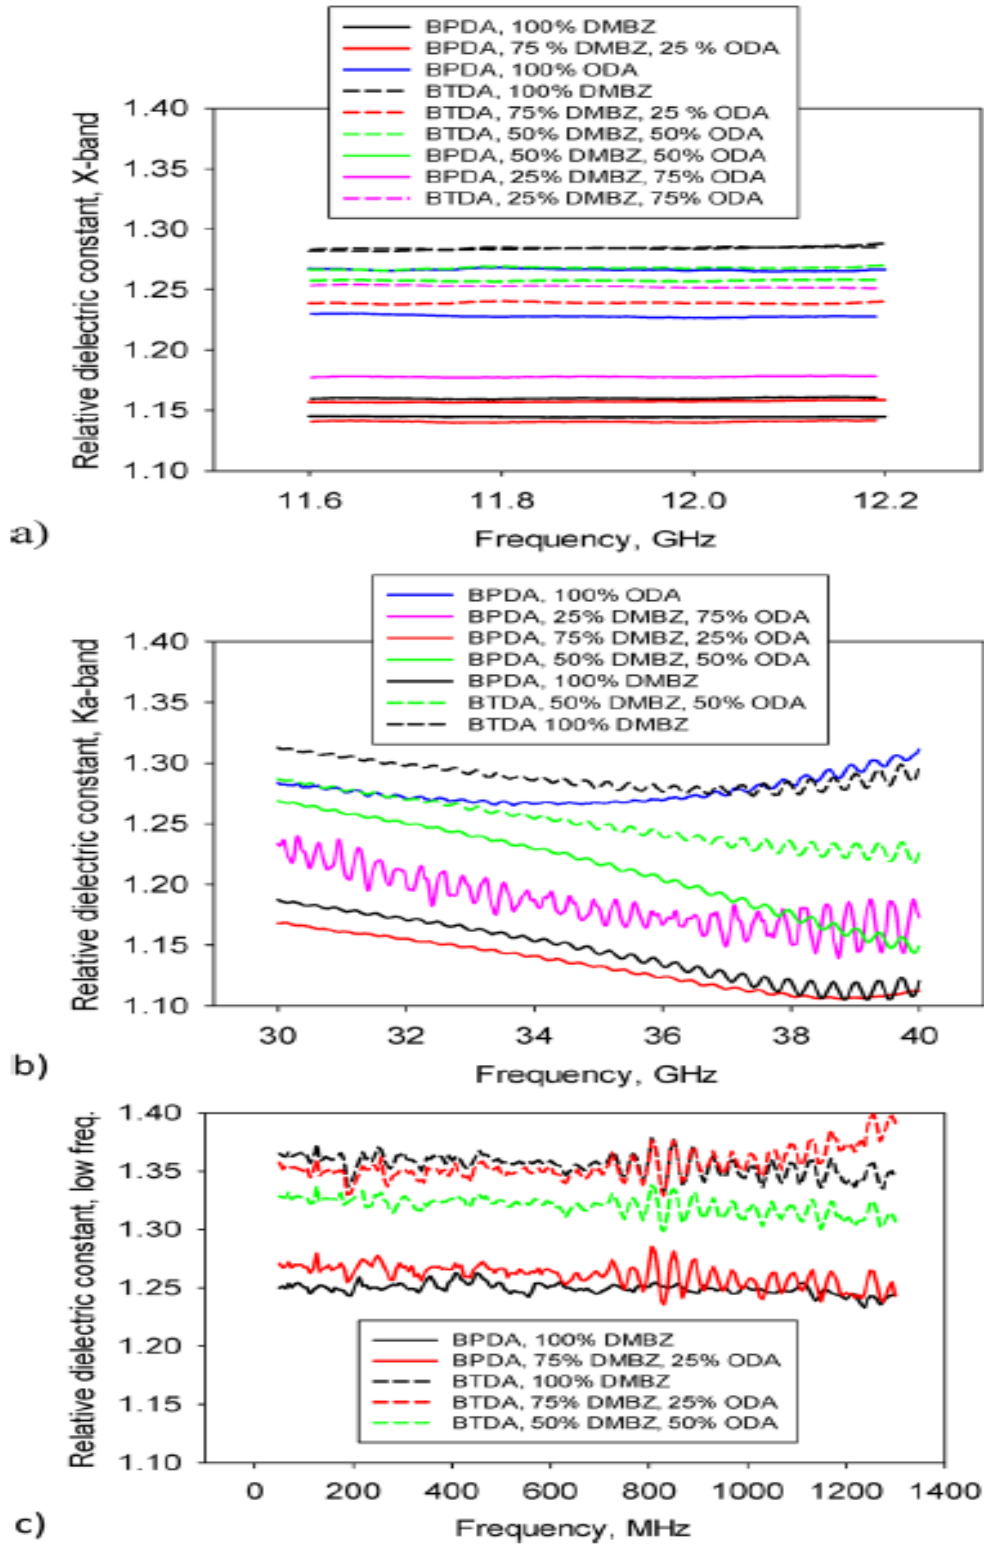 BPDA, 100% DMBZ
BPDA, 75 % DMBZ, 25 % ODA
BPDA, 100% ODA
BTDA, 100% DMBZ
BTDA, 75% DMBZ, 25 % ODA
BTDA, 50% DMBZ, 50% ODA
BPDA, 50% DMBZ, 50% ODA
BPDA, 25% DMBZ, 75% ODA
BTDA, 25% DMBZ, 75% ODA
Relative dielectric constant, X-band
1.40
1.35
1.30
1.25
1.20
1.15
1.10
11.6 11.8 12.0 12.2
Frequency, GHz
a)
BPDA, 100% ODA
BPDA, 25% DMBZ, 75% ODA
BPDA, 75% DMBZ, 25% ODA
BPDA, 50% DMBZ, 50% ODA
BPDA, 100% DMBZ
BTDA, 50% DMBZ, 50% ODA
BTDA 100% DMBZ
Relative dielectric constant, Ka-band
1.40
1.35
1.30
1.25
1.20
1.15
1.10
30 32 34 36 38 40
Frequency, GHz
b)
Relative dielectric constant, low freq.
1.40
1.35
1.30
1.25
1.20
1.15
1.10
BPDA, 100% DMBZ
BPDA, 75% DMBZ, 25% ODA
BTDA, 100% DMBZ
BTDA, 75% DMBZ, 25% ODA
BTDA, 50% DMBZ, 50% ODA
0 200 400 600 800 1000 1200 1400
Frequency, MHz
c)